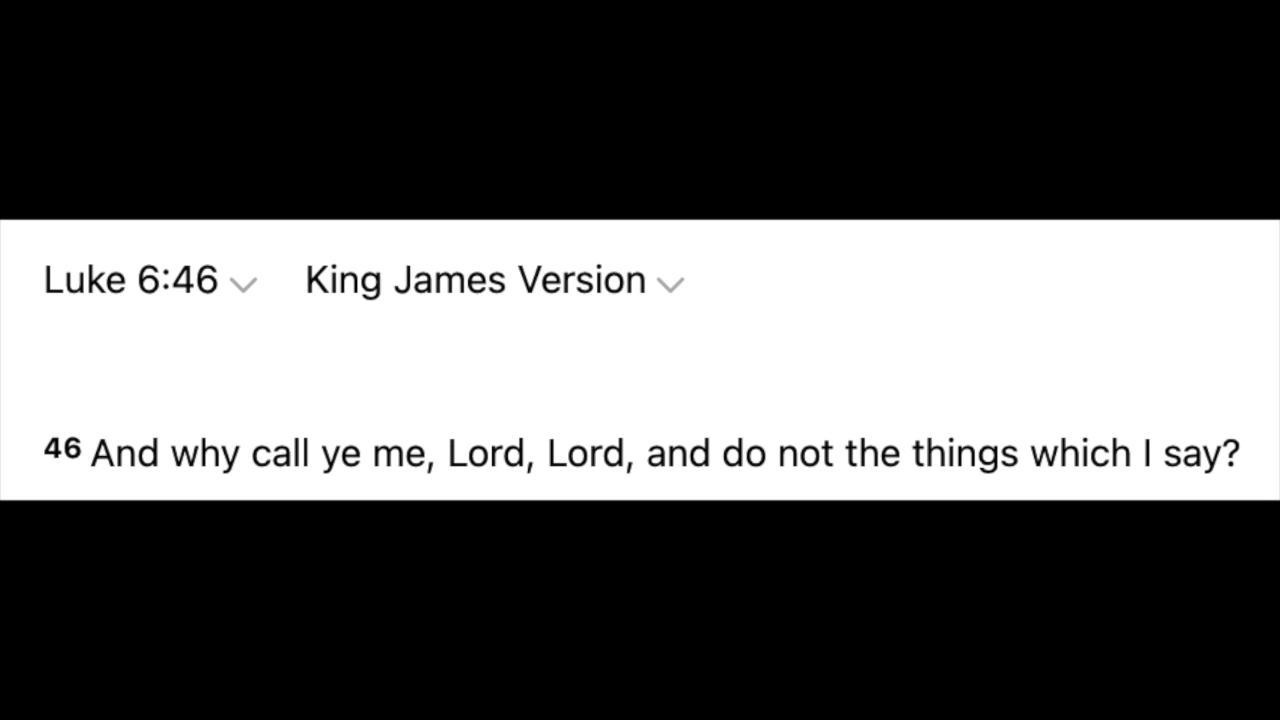 Luke 6:46 King James Version
46 And why call ye me, Lord, Lord, and do not the things which I say?